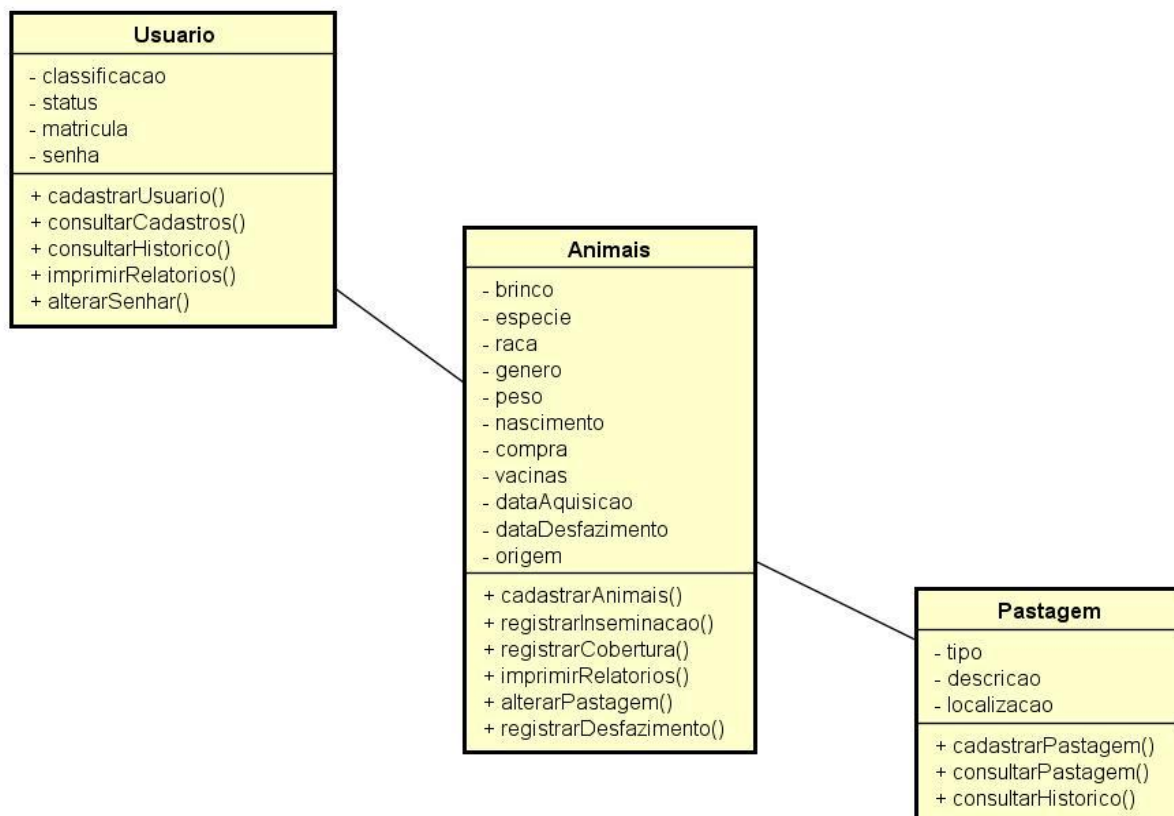 Usuario
- classificacao
- status
- matricula
- senha
+ cadastrarUsuario()
+ consultarCadastros()
+ consultarHistorico()
+ imprimirRelatorios()
+ alterarSenhar()
Animais
- brinco
- especie
- raca
- genero
- peso
- nascimento
- compra
- vacinas
- dataAquisicao
- dataDesfazimento
- origem
+ cadastrarAnimais()
+ registrarInseminacao()
+ registrarCobertura()
+ imprimirRelatorios()
+ alterarPastagem()
+ registrarDesfazimento()
Pastagem
- tipo
- descricao
- localizacao
+ cadastrarPastagem()
+ consultarPastagem()
+ consultarHistorico()